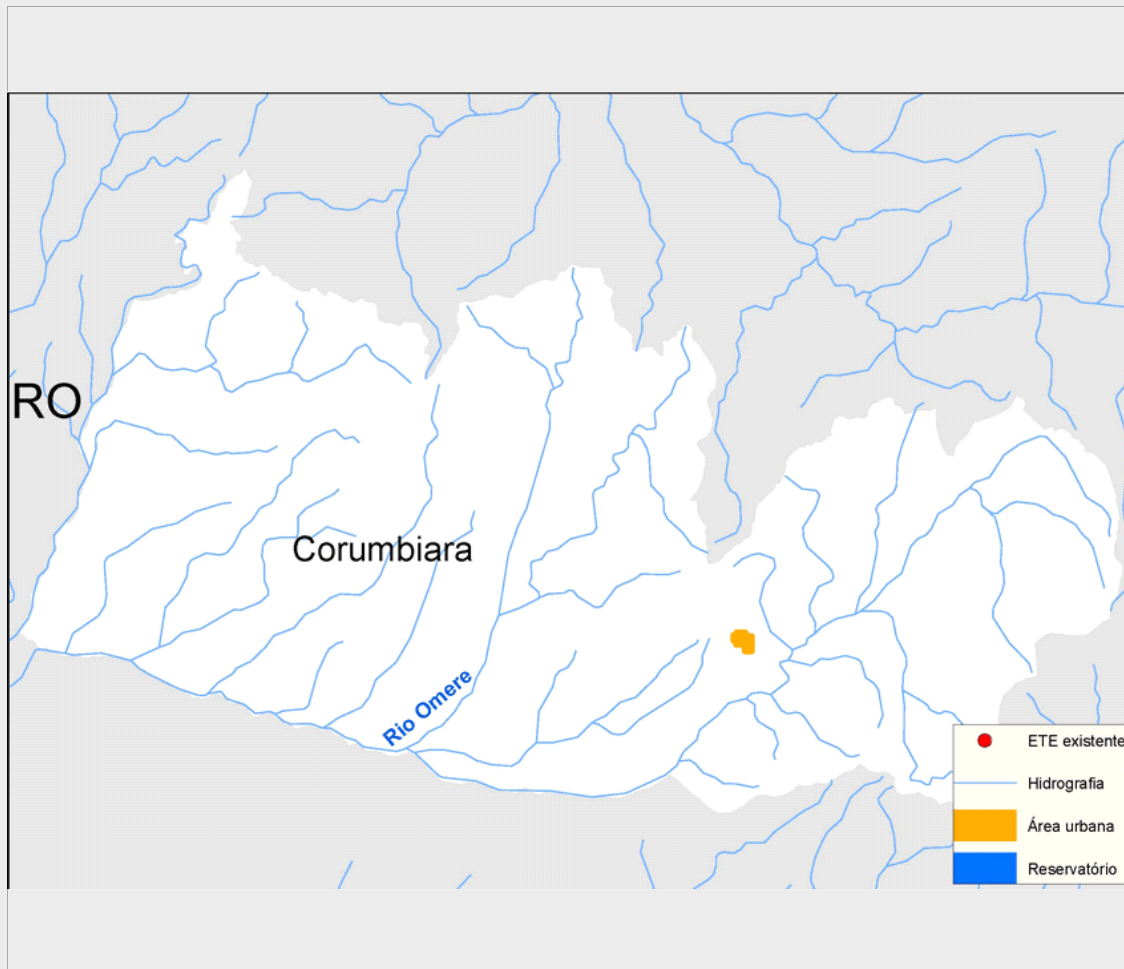 RO
Corumbiara
Rio Omere
ETE existente
Hidrografia
Área urbana
Reservatório